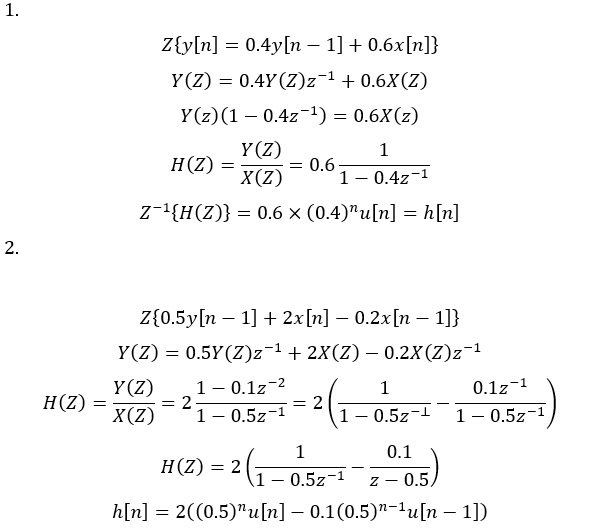 1.
Z{y[n] = 0.4y[n − 1] + 0.6x[n]}
Y(Z) = 0.4Y(Z)z⁻¹ + 0.6X(Z)
Y(z)(1 − 0.4z⁻¹) = 0.6X(z)
H(Z) = Y(Z)/X(Z) = 0.6 1/(1 − 0.4z⁻¹)
Z⁻¹{H(Z)} = 0.6 × (0.4)ⁿu[n] = h[n]
2.
Z{0.5y[n − 1] + 2x[n] − 0.2x[n − 1]}
Y(Z) = 0.5Y(Z)z⁻¹ + 2X(Z) − 0.2X(Z)z⁻¹
H(Z) = Y(Z)/X(Z) = 2 (1 − 0.1z⁻²)/(1 − 0.5z⁻¹) = 2(1/(1 − 0.5z⁻¹) − 0.1z⁻¹/(1 − 0.5z⁻¹))
H(Z) = 2(1/(1 − 0.5z⁻¹) − 0.1/(z − 0.5))
h[n] = 2((0.5)ⁿu[n] − 0.1(0.5)ⁿ⁻¹u[n − 1])